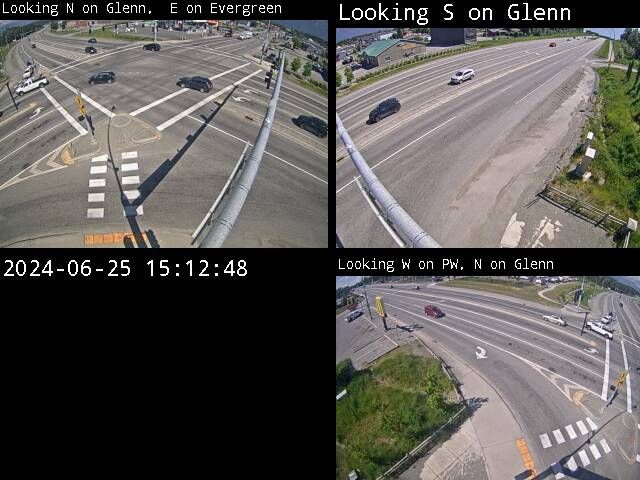 Looking N on Glenn, E on Evergreen
Looking S on Glenn
2024-06-25 15:12:48
Looking W on PW, N on Glenn